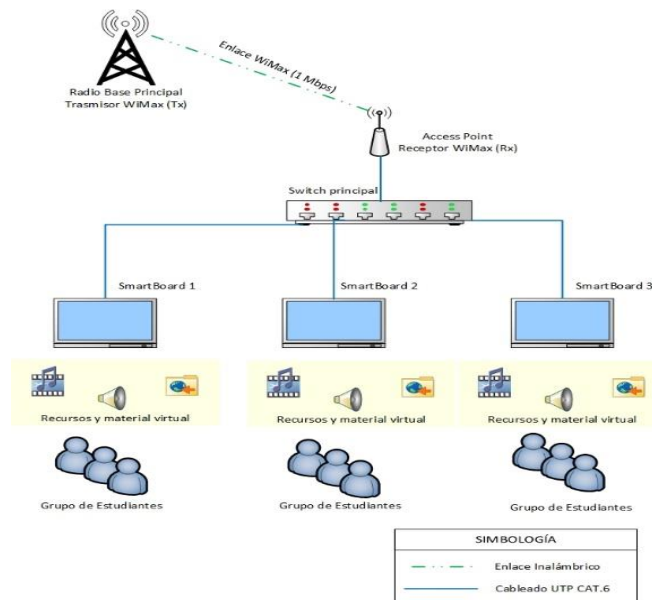 Enlace WiMax (1 Mbps)
Radio Base Principal
Trasmisor WiMax (Tx)
Access Point
Receptor WiMax (Rx)
Switch principal
SmartBoard 1
SmartBoard 2
SmartBoard 3
Recursos y material virtual
Recursos y material virtual
Recursos y material virtual
Grupo de Estudiantes
Grupo de Estudiantes
Grupo de Estudiantes
SIMBOLOGÍA
Enlace Inalámbrico
Cableado UTP CAT.6